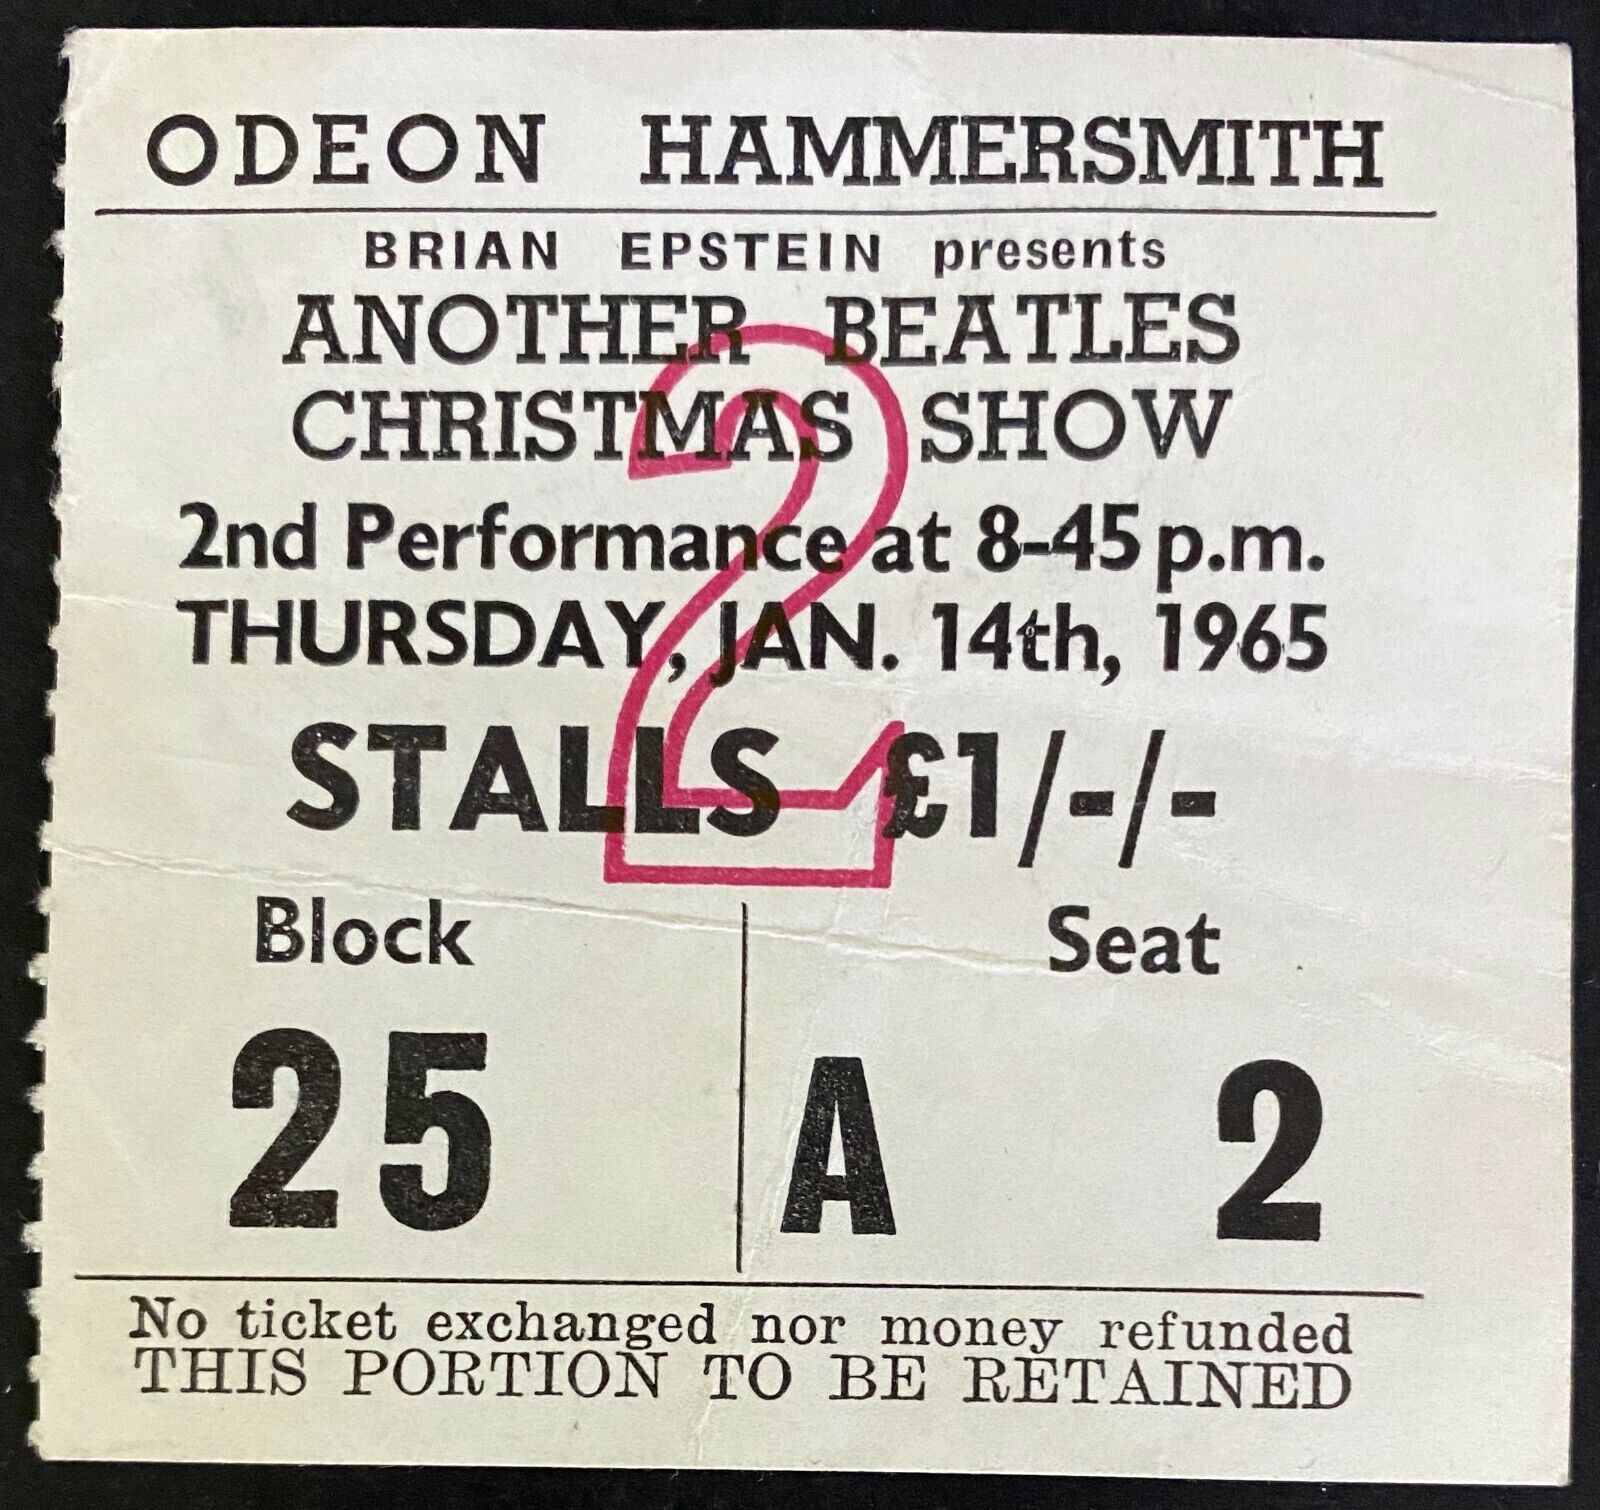 ODEON HAMMERSMITH
BRIAN EPSTEIN presents
ANOTHER BEATLES
CHRISTMAS SHOW
2nd Performance at 8-45 p.m.
THURSDAY, JAN. 14th, 1965
2
STALLS £1/-/-
Block Seat
25 A 2
No ticket exchanged nor money refunded
THIS PORTION TO BE RETAINED